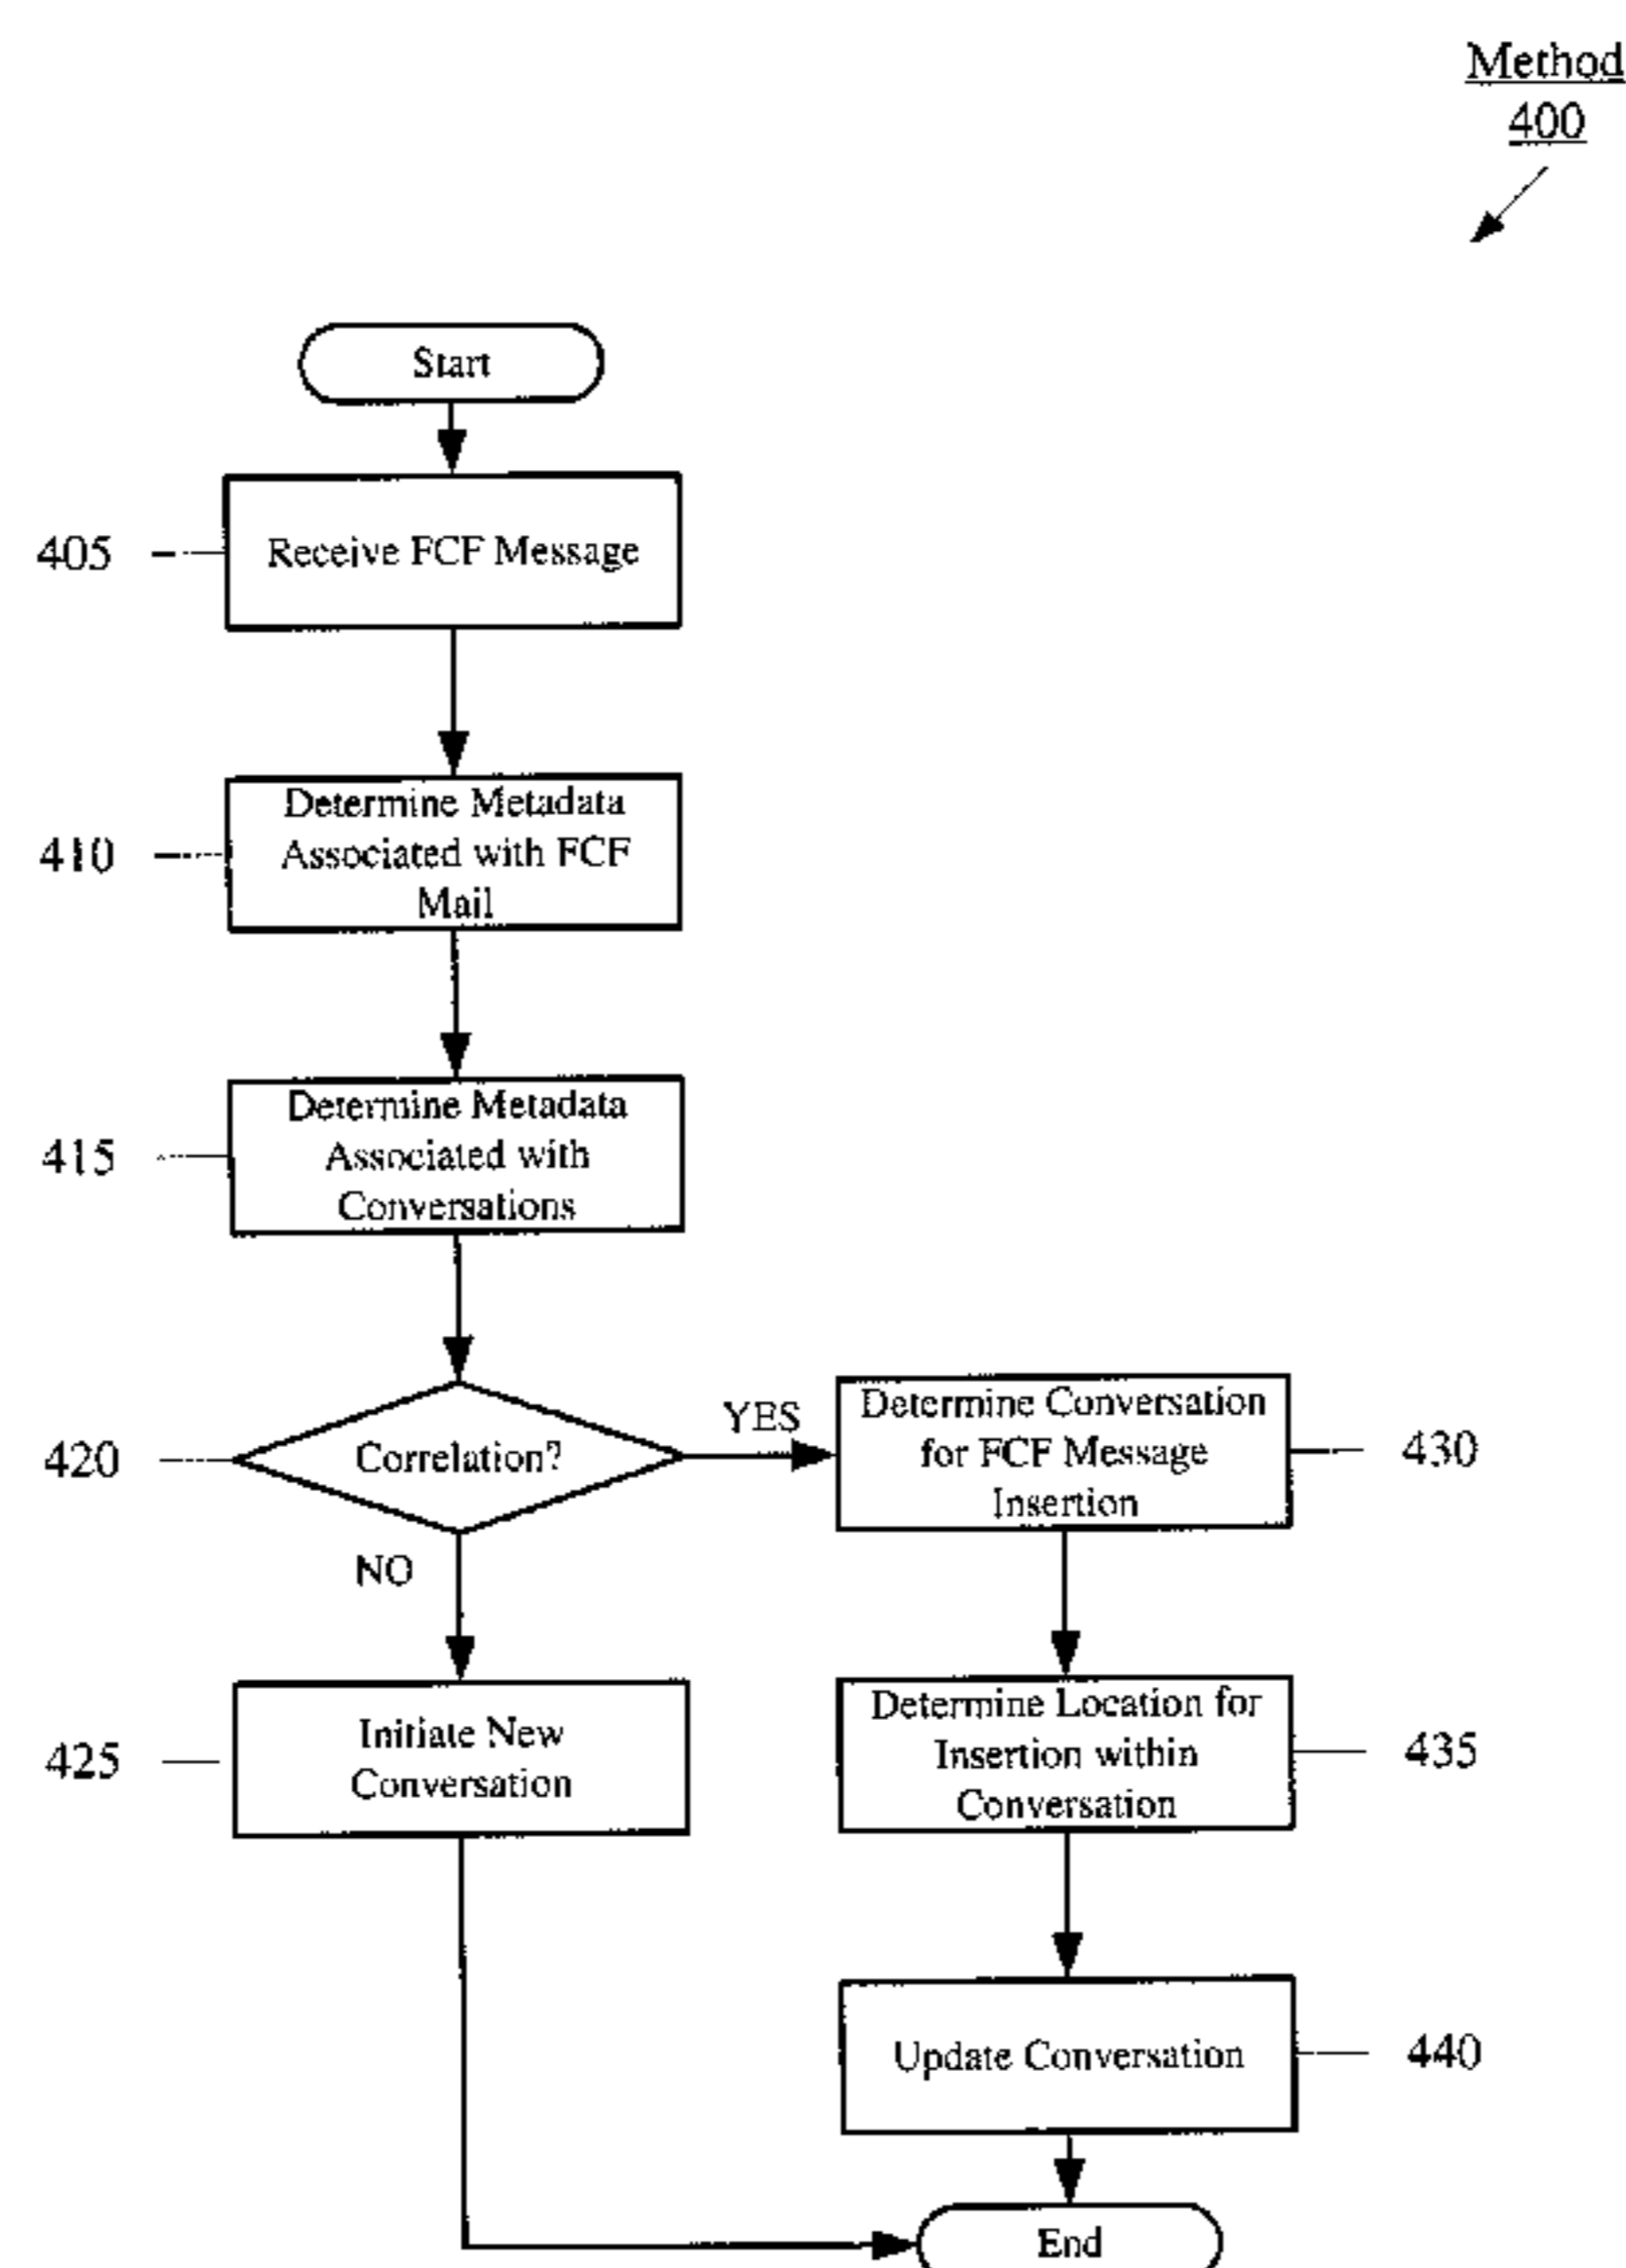 Method
400
Start
405
Receive FCF Message
410
Determine Metadata
Associated with FCF
Mail
415
Determine Metadata
Associated with
Conversations
420
Correlation?
YES
NO
Determine Conversation
for FCF Message
Insertion
430
425
Initiate New
Conversation
Determine Location for
Insertion within
Conversation
435
Update Conversation
440
End